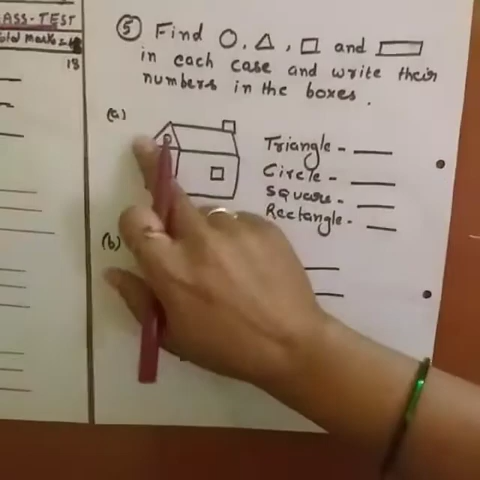 ASS-TEST
18
⑤ Find ○, △, □ and ▭
in each case and write their
numbers in the boxes.
(a)
Triangle -
Circle -
Square -
Rectangle -
(b)